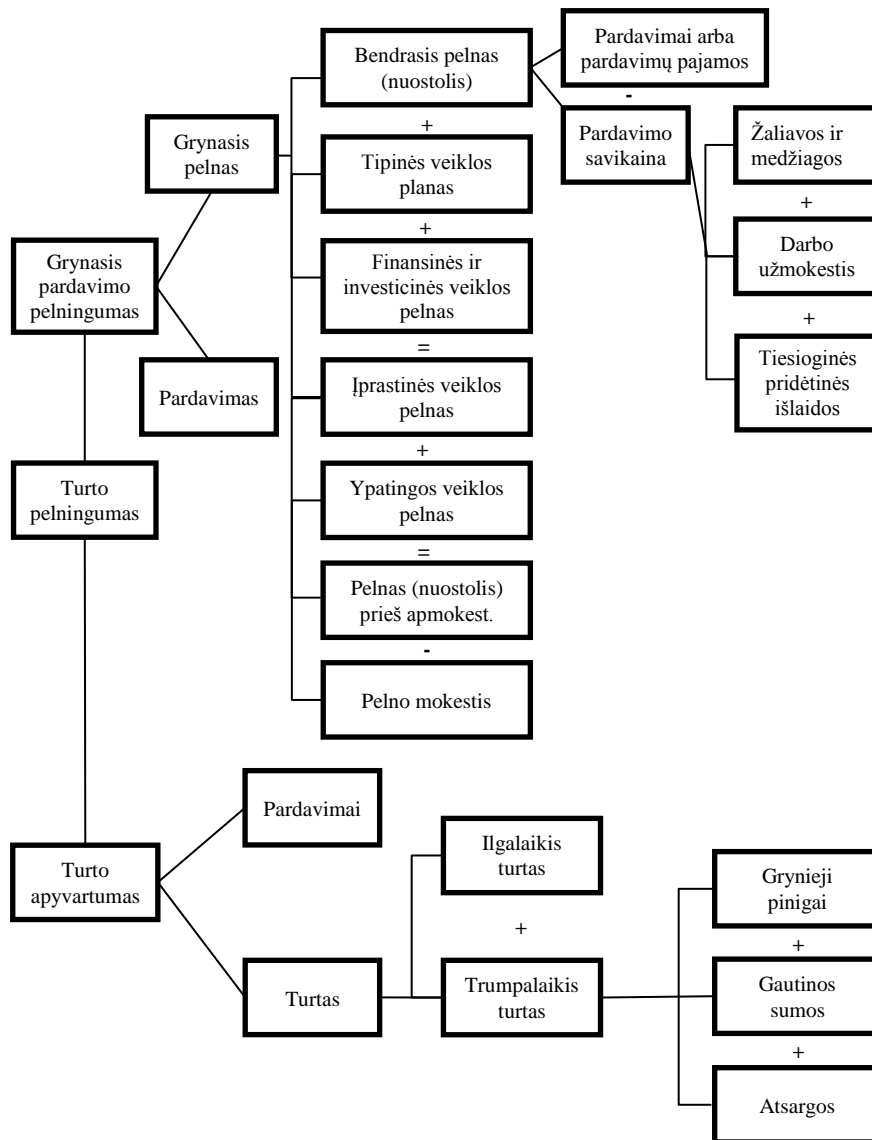 Bendrasis pelnas
(nuostolis)
+
Tipinės veiklos
planas
+
Finansinės ir
investicinės veiklos
pelnas
=
Įprastinės veiklos
pelnas
+
Ypatingos veiklos
pelnas
=
Pelnas (nuostolis)
prieš apmokest.
-
Pelno mokestis
Pardavimai arba
pardavimų pajamos
-
Pardavimo
savikaina
Žaliavos ir
medžiagos
+
Darbo
užmokestis
+
Tiesioginės
pridėtinės
išlaidos
Grynasis
pelnas
Grynasis
pardavimo
pelningumas
Pardavimas
Turto
pelningumas
Pardavimai
Turto
apyvartumas
Turtas
Ilgalaikis
turtas
+
Trumpalaikis
turtas
Grynieji
pinigai
+
Gautinos
sumos
+
Atsargos